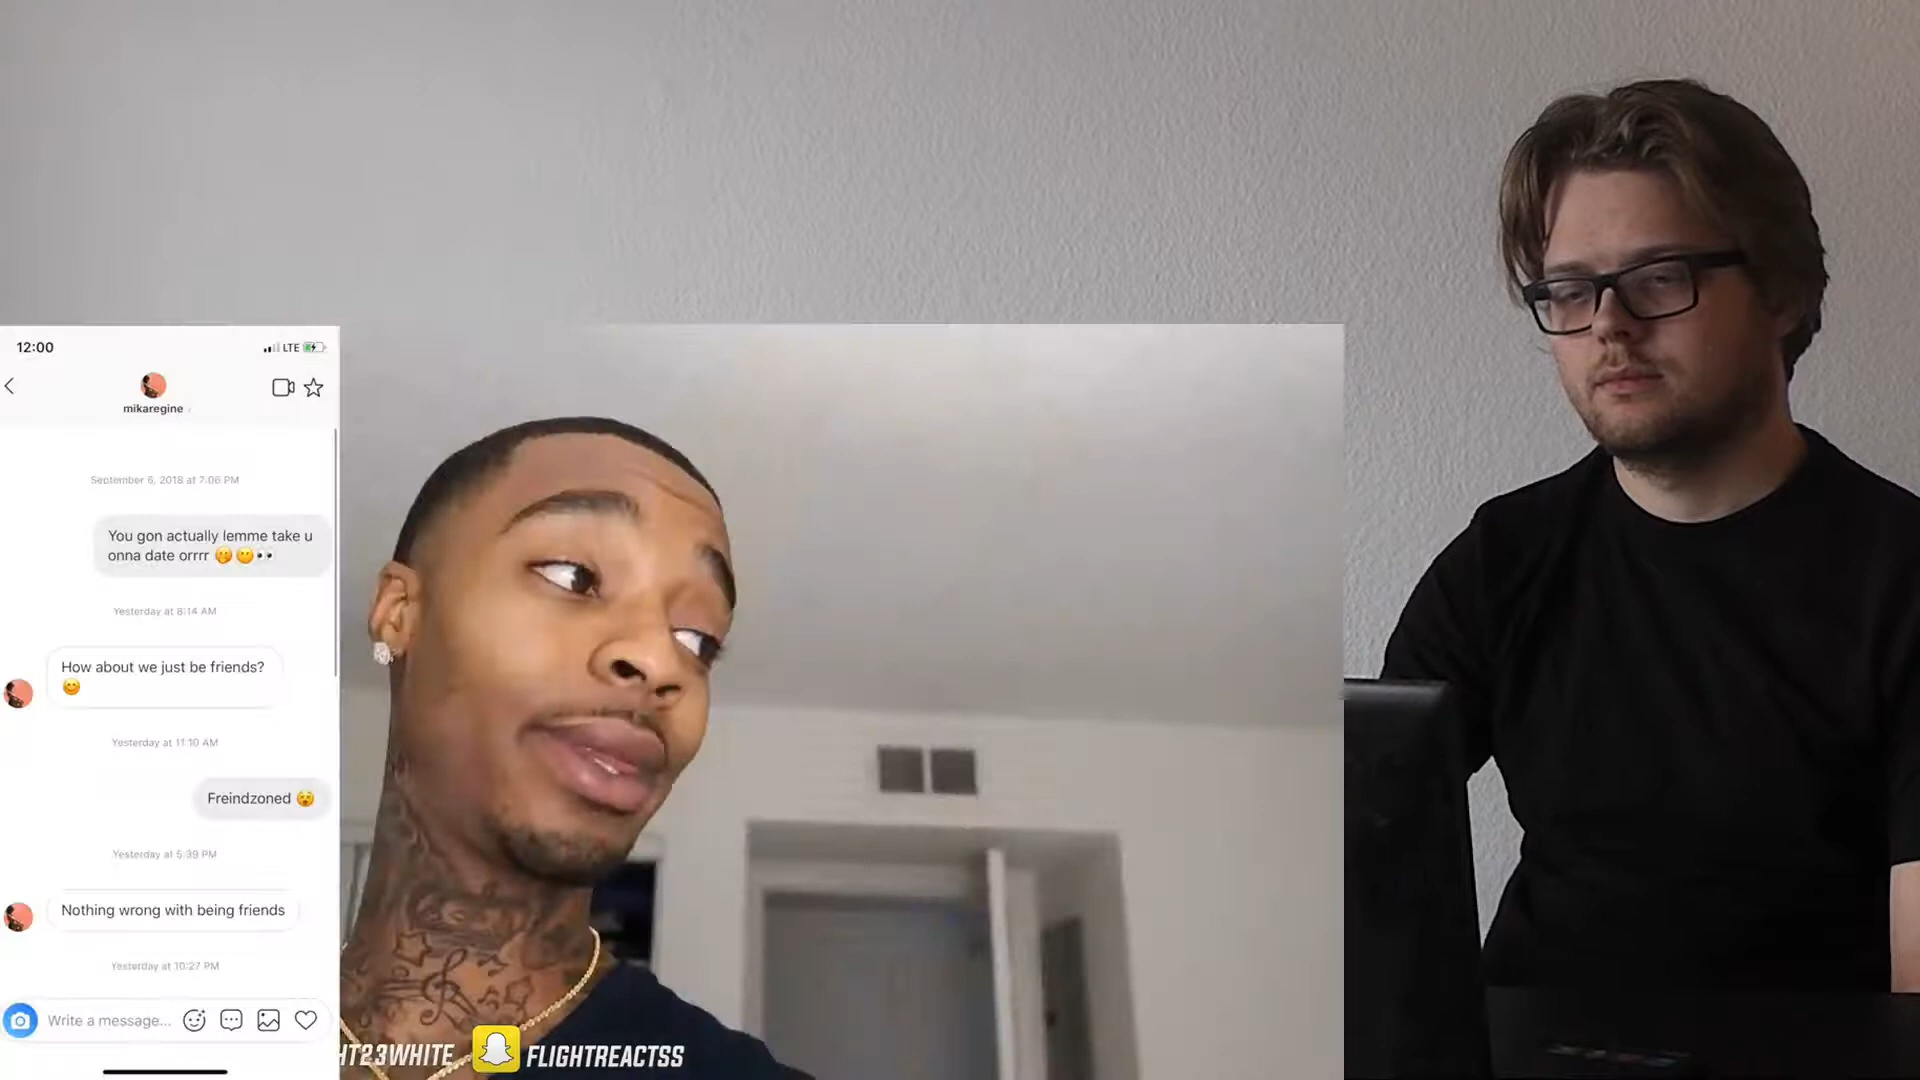 12:00
LTE
mikaregine
September 6, 2018 at 7:06 PM
You gon actually lemme take u
onna date orrrr 🤭🙂👀
Yesterday at 8:14 AM
How about we just be friends?
😊
Yesterday at 11:10 AM
Freindzoned 😵
Yesterday at 5:39 PM
Nothing wrong with being friends
Yesterday at 10:27 PM
Write a message...
HT23WHITE
FLIGHTREACTSS